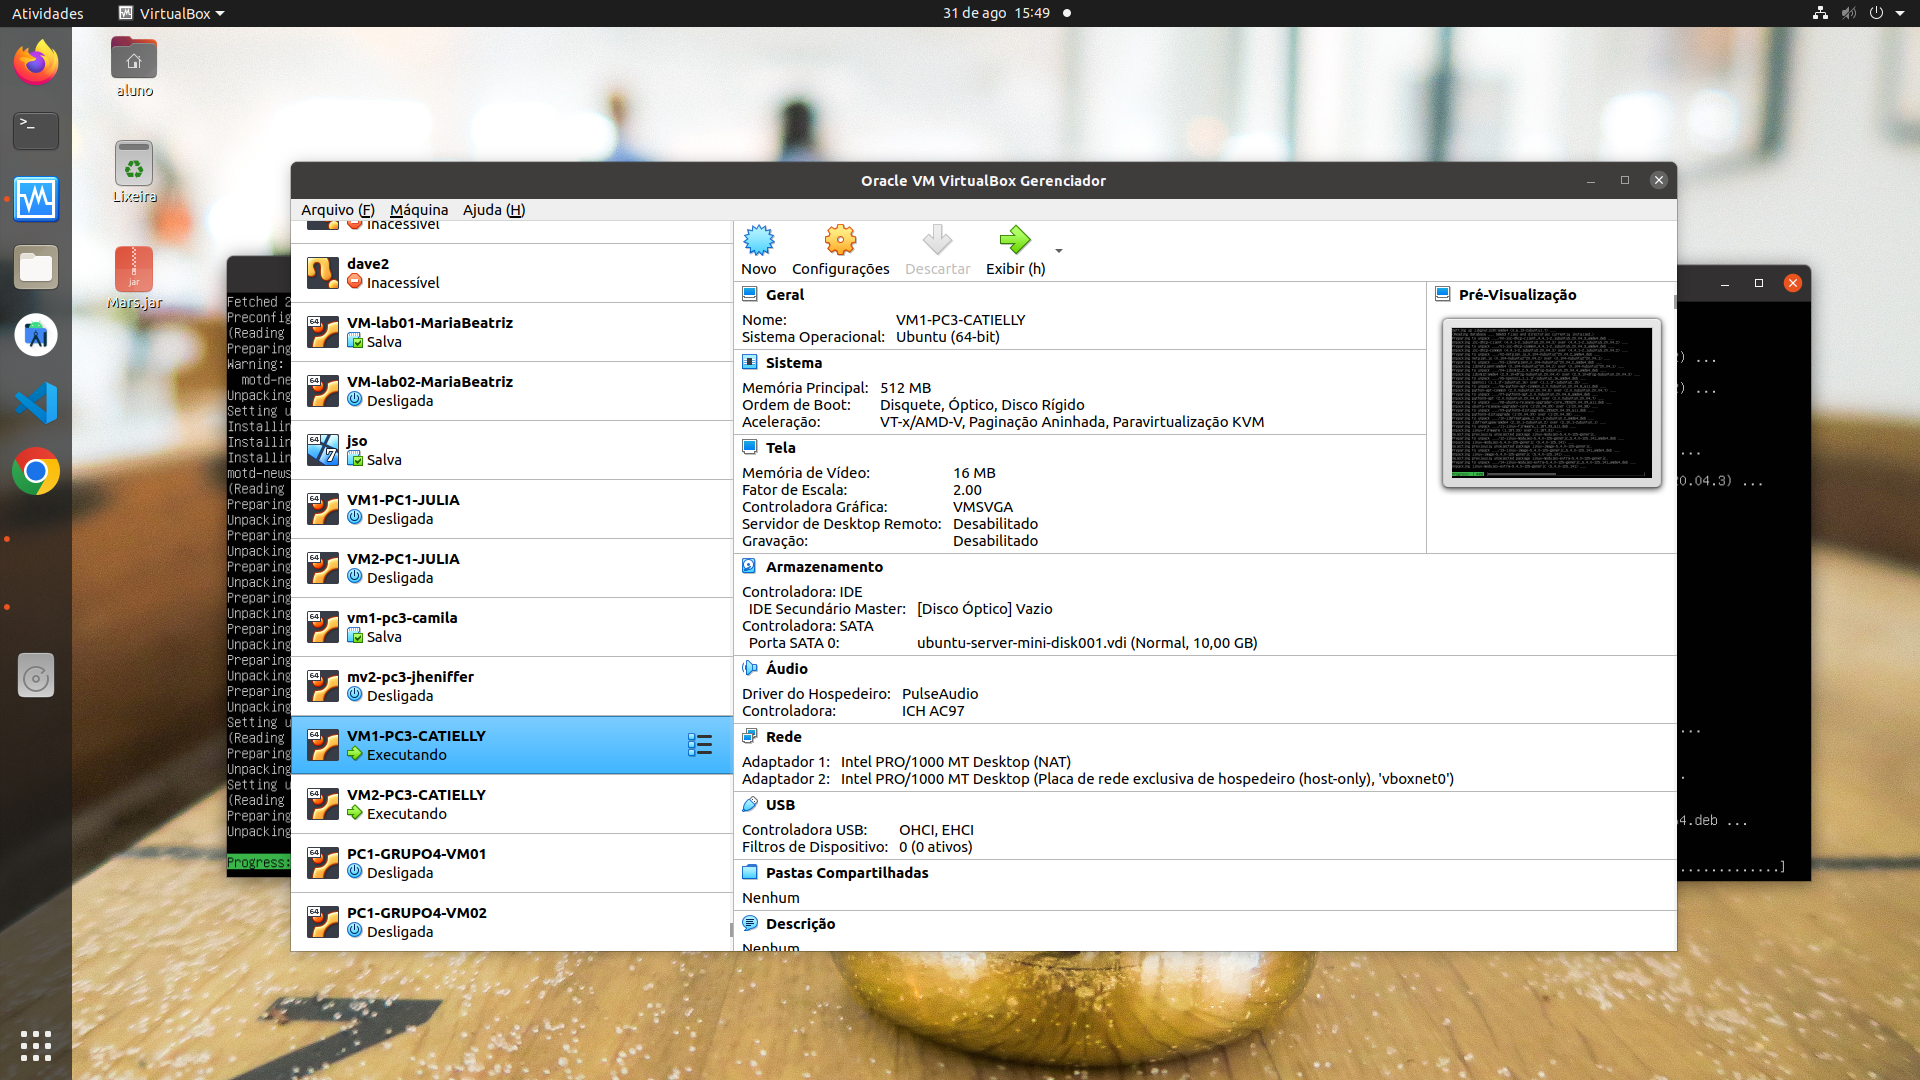 Atividades
VirtualBox
31 de ago 15:49
aluno
Lixeira
jar
Mars.jar
Oracle VM VirtualBox Gerenciador
Arquivo (F) Máquina Ajuda (H)
Inacessível
dave2
Inacessível
VM-lab01-MariaBeatriz
Salva
VM-lab02-MariaBeatriz
Desligada
jso
Salva
VM1-PC1-JULIA
Desligada
VM2-PC1-JULIA
Desligada
vm1-pc3-camila
Salva
mv2-pc3-jheniffer
Desligada
VM1-PC3-CATIELLY
Executando
VM2-PC3-CATIELLY
Executando
PC1-GRUPO4-VM01
Desligada
PC1-GRUPO4-VM02
Desligada
Novo Configurações Descartar Exibir (h)
Geral
Nome: VM1-PC3-CATIELLY
Sistema Operacional: Ubuntu (64-bit)
Sistema
Memória Principal: 512 MB
Ordem de Boot: Disquete, Óptico, Disco Rígido
Aceleração: VT-x/AMD-V, Paginação Aninhada, Paravirtualização KVM
Tela
Memória de Vídeo: 16 MB
Fator de Escala: 2.00
Controladora Gráfica: VMSVGA
Servidor de Desktop Remoto: Desabilitado
Gravação: Desabilitado
Pré-Visualização
Armazenamento
Controladora: IDE
IDE Secundário Master: [Disco Óptico] Vazio
Controladora: SATA
Porta SATA 0: ubuntu-server-mini-disk001.vdi (Normal, 10,00 GB)
Áudio
Driver do Hospedeiro: PulseAudio
Controladora: ICH AC97
Rede
Adaptador 1: Intel PRO/1000 MT Desktop (NAT)
Adaptador 2: Intel PRO/1000 MT Desktop (Placa de rede exclusiva de hospedeiro (host-only), 'vboxnet0')
USB
Controladora USB: OHCI, EHCI
Filtros de Dispositivo: 0 (0 ativos)
Pastas Compartilhadas
Nenhum
Descrição
Nenhum
Fetched 2
Preconfig
(Reading
Preparing
Warning:
motd-ne
Unpacking
Setting u
Installin
Installin
Installin
motd-news
(Reading
Preparing
Unpacking
Preparing
Unpacking
Preparing
Unpacking
Preparing
Unpacking
Preparing
Unpacking
Preparing
Unpacking
Preparing
Unpacking
Setting u
(Reading
Preparing
Unpacking
Setting u
(Reading
Preparing
Unpacking
Progress:
) ...
) ...
...
0.04.3) ...
...
.
4.deb ...
.............]